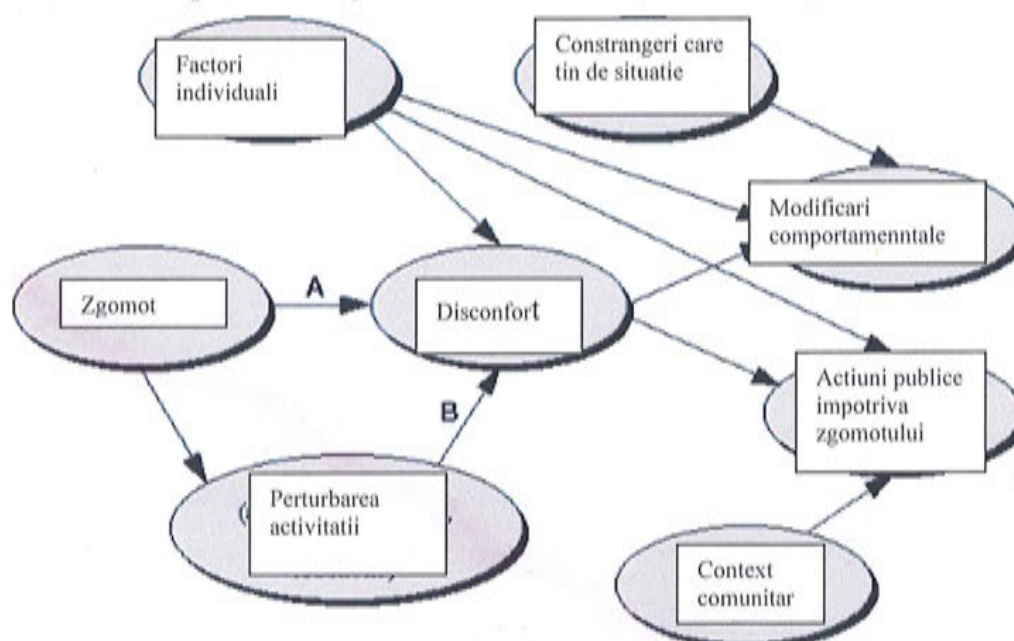 Factori
individuali
Constrangeri care
tin de situatie
Modificari
comportamenntale
Zgomot
A
Disconfort
B
Actiuni publice
impotriva
zgomotului
Perturbarea
activitatii
Context
comunitar